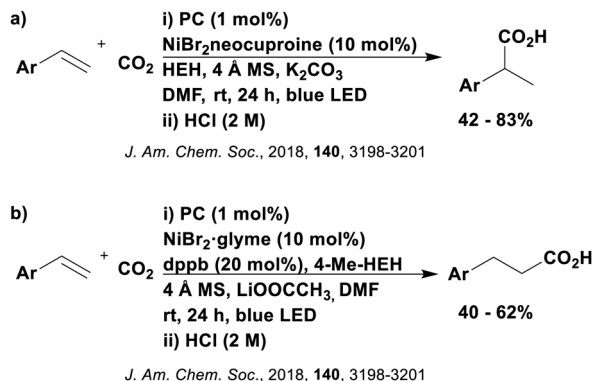 a)
i) PC (1 mol%)
NiBr2neocuproine (10 mol%)
HEH, 4 Å MS, K2CO3
DMF, rt, 24 h, blue LED
ii) HCl (2 M)
Ar
+
CO2
CO2H
Ar
42 - 83%
J. Am. Chem. Soc., 2018, 140, 3198-3201
b)
i) PC (1 mol%)
NiBr2·glyme (10 mol%)
dppb (20 mol%), 4-Me-HEH
4 Å MS, LiOOCCH3, DMF
rt, 24 h, blue LED
ii) HCl (2 M)
Ar
+
CO2
Ar
CO2H
40 - 62%
J. Am. Chem. Soc., 2018, 140, 3198-3201